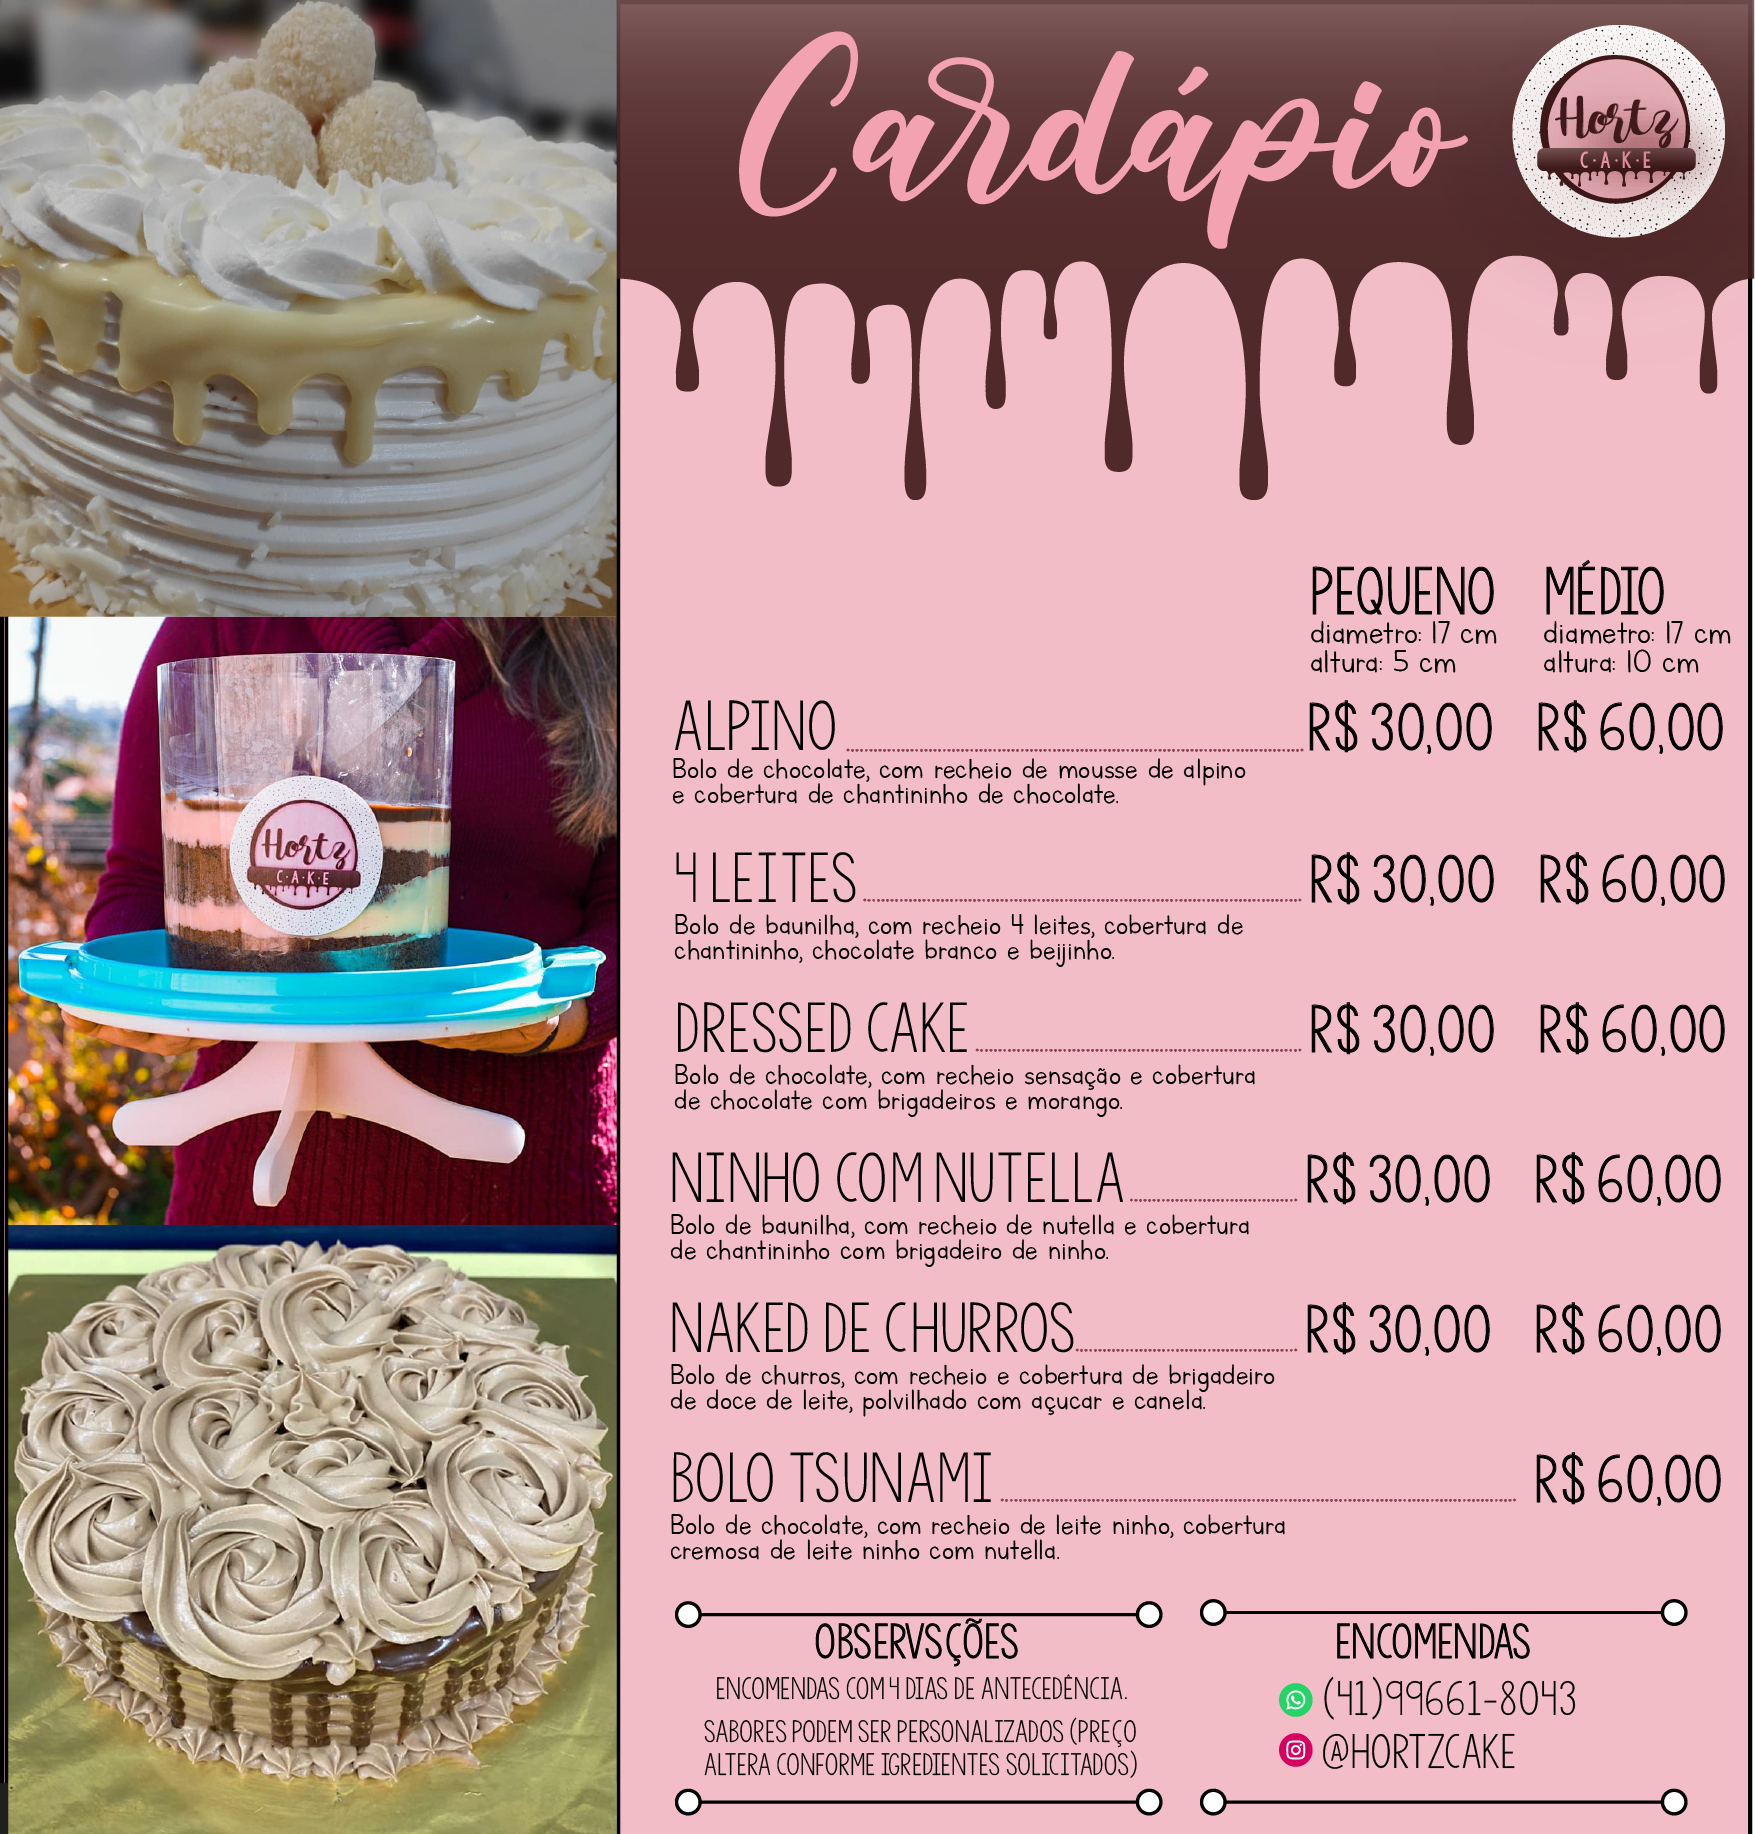 Cardápio
Hortz
C·A·K·E
PEQUENO
diametro: 17 cm
altura: 5 cm
MÉDIO
diametro: 17 cm
altura: 10 cm
ALPINO R$ 30,00 R$ 60,00
Bolo de chocolate, com recheio de mousse de alpino
e cobertura de chantininho de chocolate.
4 LEITES R$ 30,00 R$ 60,00
Bolo de baunilha, com recheio 4 leites, cobertura de
chantininho, chocolate branco e beijinho.
DRESSED CAKE R$ 30,00 R$ 60,00
Bolo de chocolate, com recheio sensação e cobertura
de chocolate com brigadeiros e morango.
NINHO COM NUTELLA R$ 30,00 R$ 60,00
Bolo de baunilha, com recheio de nutella e cobertura
de chantininho com brigadeiro de ninho.
NAKED DE CHURROS R$ 30,00 R$ 60,00
Bolo de churros, com recheio e cobertura de brigadeiro
de doce de leite, polvilhado com açucar e canela.
BOLO TSUNAMI R$ 60,00
Bolo de chocolate, com recheio de leite ninho, cobertura
cremosa de leite ninho com nutella.
OBSERVSÇÕES
ENCOMENDAS COM 4 DIAS DE ANTECEDÊNCIA.
SABORES PODEM SER PERSONALIZADOS (PREÇO
ALTERA CONFORME IGREDIENTES SOLICITADOS)
ENCOMENDAS
(41)99661-8043
@HORTZCAKE
Hortz
C·A·K·E